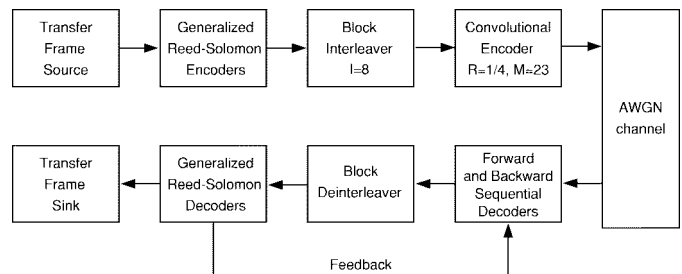 Transfer
Frame
Source
Generalized
Reed-Solomon
Encoders
Block
Interleaver
I=8
Convolutional
Encoder
R=1/4, M=23
AWGN
channel
Transfer
Frame
Sink
Generalized
Reed-Solomon
Decoders
Block
Deinterleaver
Forward
and Backward
Sequential
Decoders
Feedback